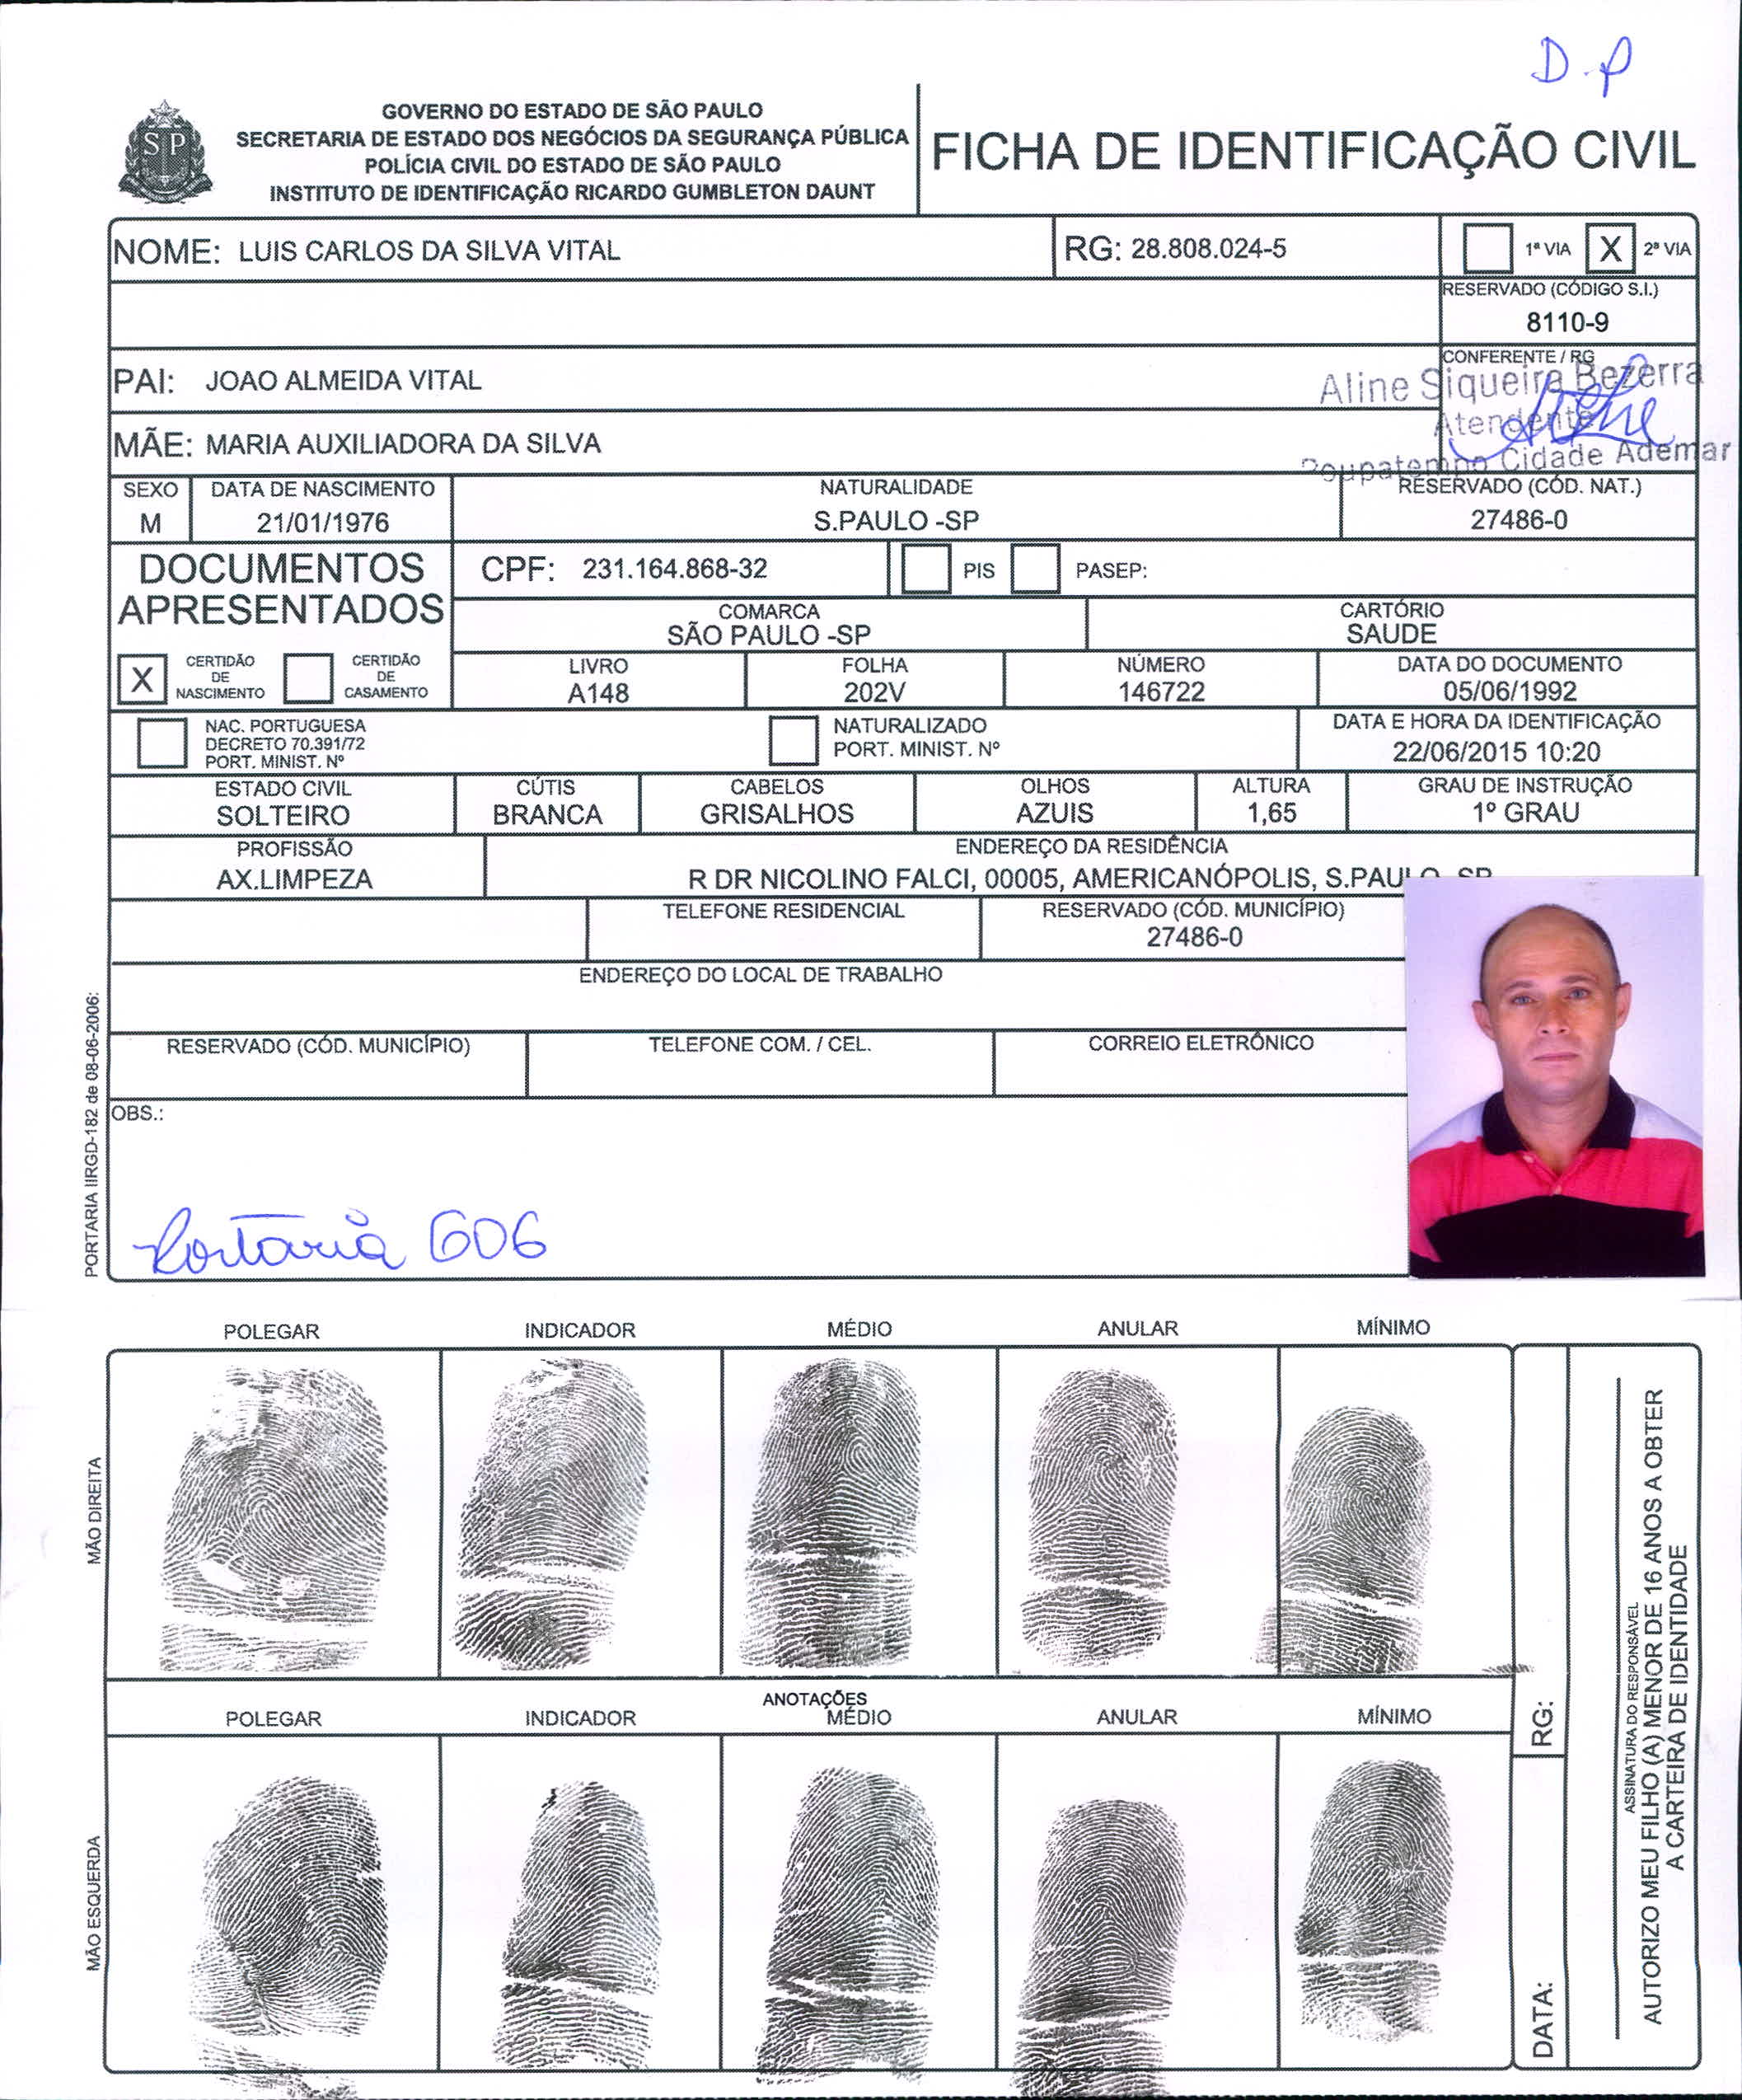 D.P
GOVERNO DO ESTADO DE SÃO PAULO
SECRETARIA DE ESTADO DOS NEGÓCIOS DA SEGURANÇA PÚBLICA
POLÍCIA CIVIL DO ESTADO DE SÃO PAULO
INSTITUTO DE IDENTIFICAÇÃO RICARDO GUMBLETON DAUNT
SP
FICHA DE IDENTIFICAÇÃO CIVIL
NOME: LUIS CARLOS DA SILVA VITAL
RG: 28.808.024-5
1ª VIA X 2ª VIA
RESERVADO (CÓDIGO S.I.)
8110-9
PAI: JOAO ALMEIDA VITAL
CONFERENTE / RG
Aline Siqueira Bezerra
Atendente
Poupatempo Cidade Ademar
MÃE: MARIA AUXILIADORA DA SILVA
SEXO
M
DATA DE NASCIMENTO
21/01/1976
NATURALIDADE
S.PAULO -SP
RESERVADO (CÓD. NAT.)
27486-0
DOCUMENTOS
APRESENTADOS
CPF: 231.164.868-32
PIS
PASEP:
COMARCA
SÃO PAULO -SP
CARTÓRIO
SAUDE
X
CERTIDÃO
DE
NASCIMENTO
CERTIDÃO
DE
CASAMENTO
LIVRO
A148
FOLHA
202V
NÚMERO
146722
DATA DO DOCUMENTO
05/06/1992
NAC. PORTUGUESA
DECRETO 70.391/72
PORT. MINIST. Nº
NATURALIZADO
PORT. MINIST. Nº
DATA E HORA DA IDENTIFICAÇÃO
22/06/2015 10:20
ESTADO CIVIL
SOLTEIRO
CÚTIS
BRANCA
CABELOS
GRISALHOS
OLHOS
AZUIS
ALTURA
1,65
GRAU DE INSTRUÇÃO
1º GRAU
PROFISSÃO
AX.LIMPEZA
ENDEREÇO DA RESIDÊNCIA
R DR NICOLINO FALCI, 00005, AMERICANÓPOLIS, S.PAULO -SP
TELEFONE RESIDENCIAL
RESERVADO (CÓD. MUNICÍPIO)
27486-0
ENDEREÇO DO LOCAL DE TRABALHO
RESERVADO (CÓD. MUNICÍPIO)
TELEFONE COM. / CEL.
CORREIO ELETRÔNICO
OBS.:
Portaria 606
PORTARIA IIRGD-182 de 08-06-2006:
POLEGAR INDICADOR MÉDIO ANULAR MÍNIMO
MÃO DIREITA
ANOTAÇÕES
POLEGAR INDICADOR MÉDIO ANULAR MÍNIMO
MÃO ESQUERDA
RG:
DATA:
ASSINATURA DO RESPONSÁVEL
AUTORIZO MEU FILHO (A) MENOR DE 16 ANOS A OBTER
A CARTEIRA DE IDENTIDADE